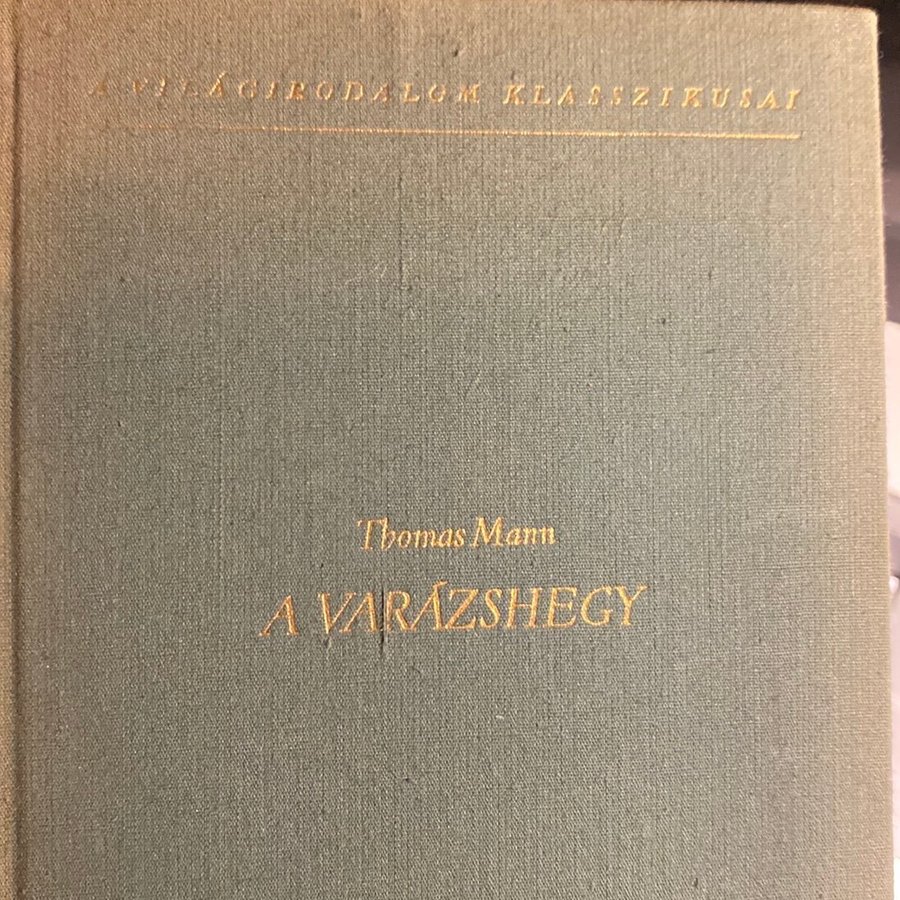 A VILÁGIRODALOM KLASSZIKUSAI
Thomas Mann
A VARÁZSHEGY